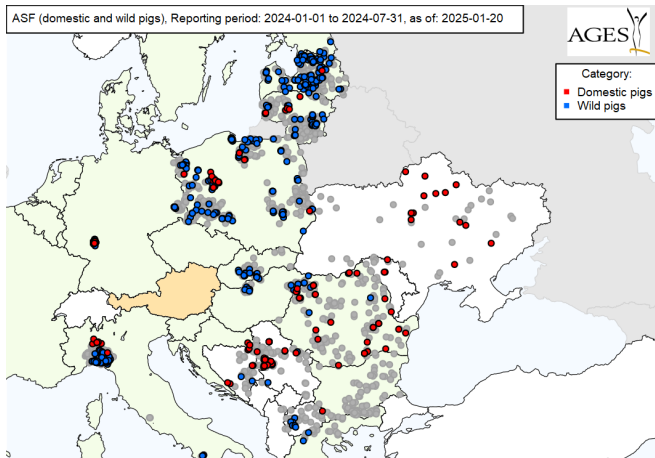 ASF (domestic and wild pigs), Reporting period: 2024-01-01 to 2024-07-31, as of: 2025-01-20
AGES
Category:
Domestic pigs
Wild pigs